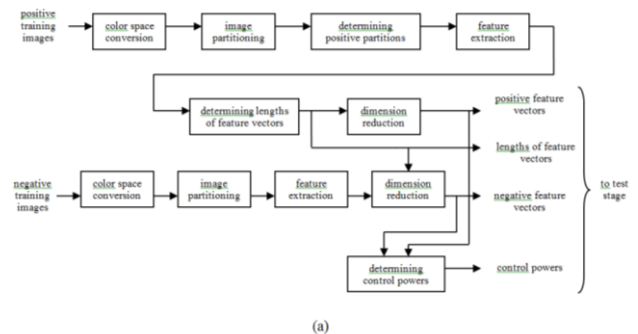 positive
training
images
color space
conversion
image
partitioning
determining
positive partitions
feature
extraction
determining lengths
of feature vectors
dimension
reduction
positive feature
vectors
lengths of feature
vectors
negative
training
images
color space
conversion
image
partitioning
feature
extraction
dimension
reduction
negative feature
vectors
to test
stage
determining
control powers
control powers
(a)